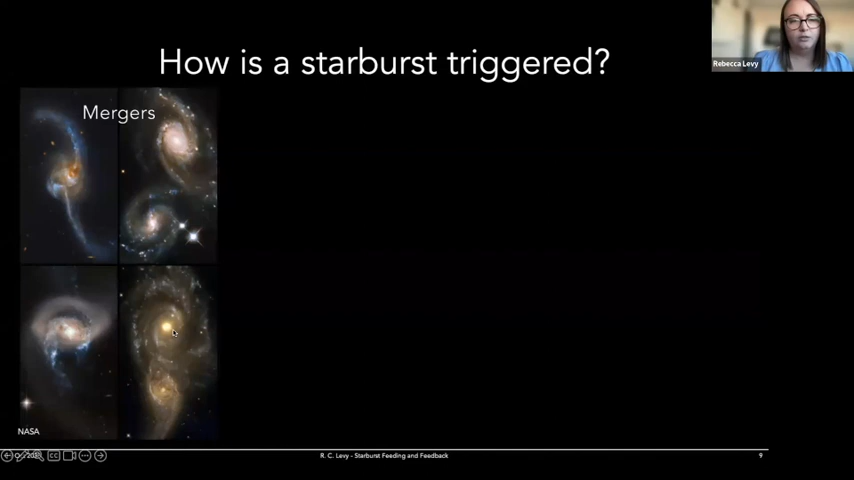 How is a starburst triggered?
Rebecca Levy
Mergers
NASA
R. C. Levy - Starburst Feeding and Feedback
9